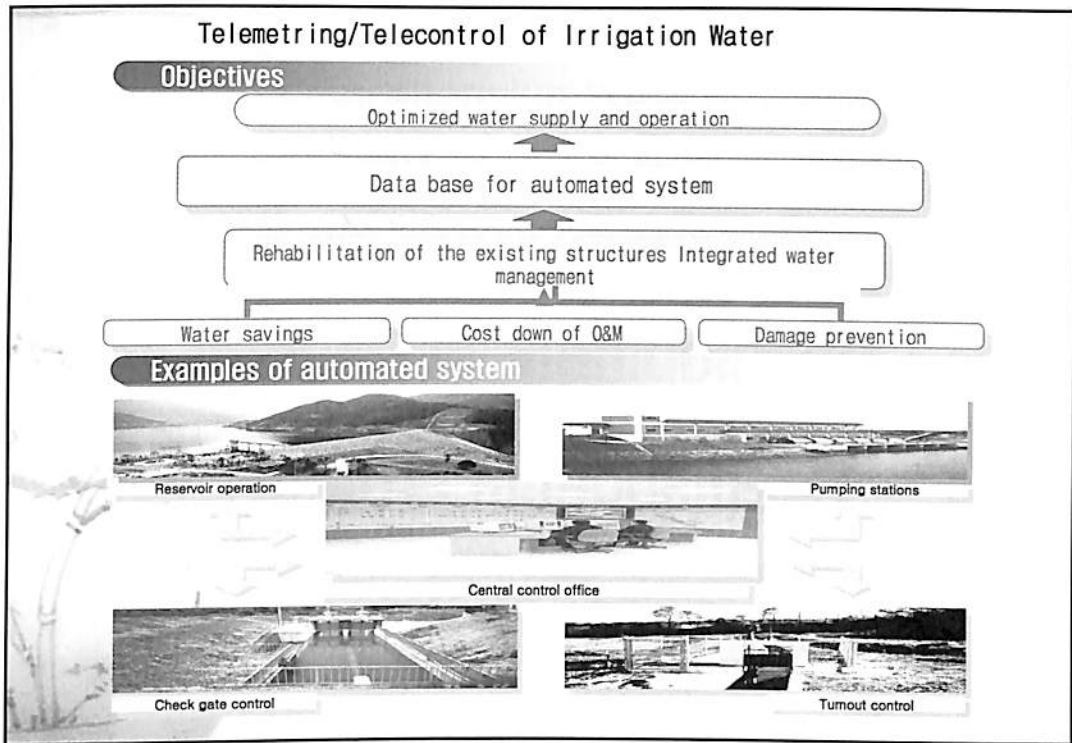 Telemetring/Telecontrol of Irrigation Water
Objectives
Optimized water supply and operation
Data base for automated system
Rehabilitation of the existing structures Integrated water
management
Water savings
Cost down of O&M
Damage prevention
Examples of automated system
Reservoir operation
Pumping stations
Central control office
Check gate control
Turnout control